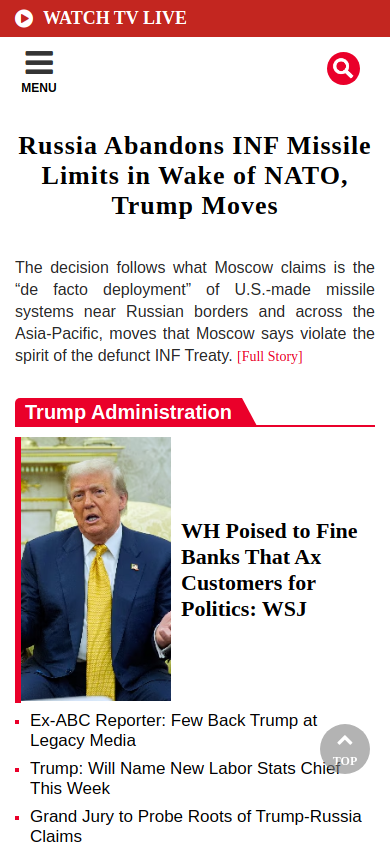 WATCH TV LIVE
MENU
Russia Abandons INF Missile
Limits in Wake of NATO,
Trump Moves
The decision follows what Moscow claims is the
“de facto deployment” of U.S.-made missile
systems near Russian borders and across the
Asia-Pacific, moves that Moscow says violate the
spirit of the defunct INF Treaty. [Full Story]
Trump Administration
WH Poised to Fine
Banks That Ax
Customers for
Politics: WSJ
Ex-ABC Reporter: Few Back Trump at
Legacy Media
Trump: Will Name New Labor Stats Chief
This Week
TOP
Grand Jury to Probe Roots of Trump-Russia
Claims